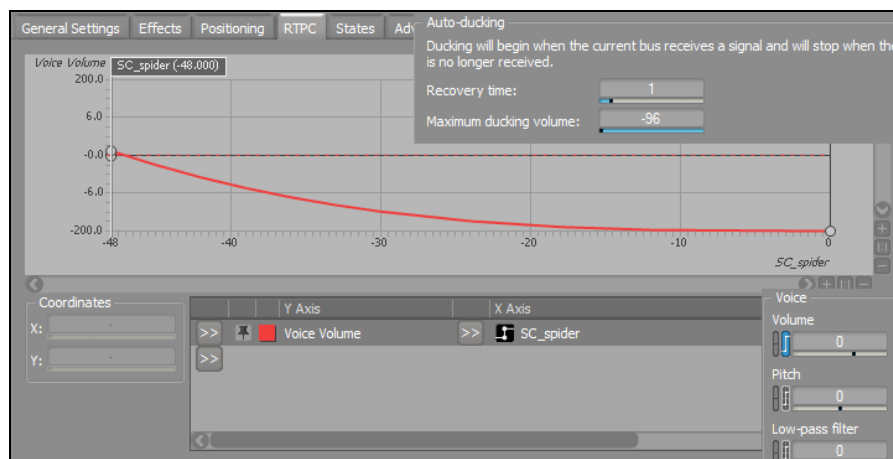 General Settings Effects Positioning RTPC States Adv
Auto-ducking
Ducking will begin when the current bus receives a signal and will stop when the
is no longer received.
Recovery time: 1
Maximum ducking volume: -96
Voice Volume SC_spider (-48.000)
200.0
6.0
-0.0
-6.0
-200.0
-48 -40 -30 -20 -10 0
SC_spider
Coordinates
X: -
Y: -
Y Axis X Axis
>> Voice Volume >> SC_spider
>>
Voice
Volume
0
Pitch
0
Low-pass filter
0